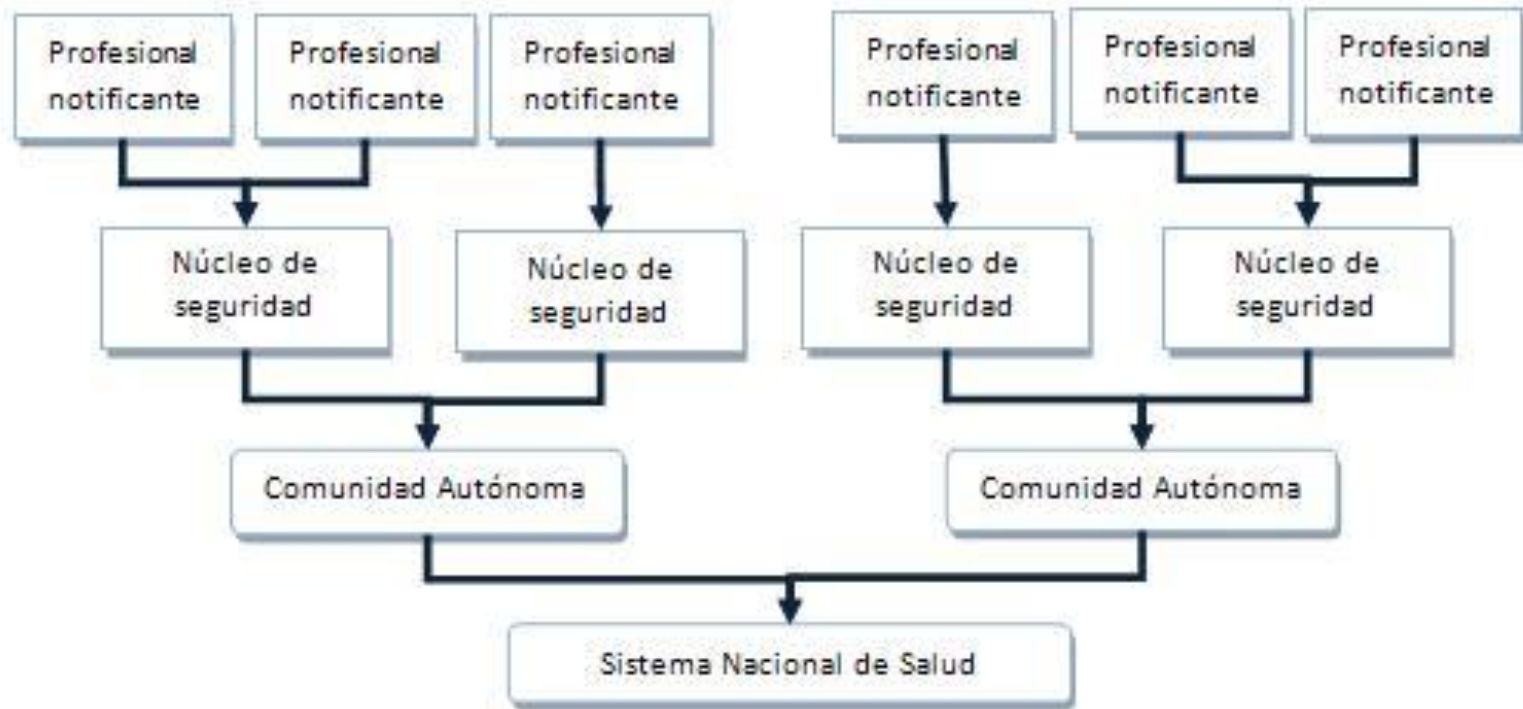 Profesional
notificante
Profesional
notificante
Profesional
notificante
Profesional
notificante
Profesional
notificante
Profesional
notificante
Núcleo de
seguridad
Núcleo de
seguridad
Núcleo de
seguridad
Núcleo de
seguridad
Comunidad Autónoma
Comunidad Autónoma
Sistema Nacional de Salud